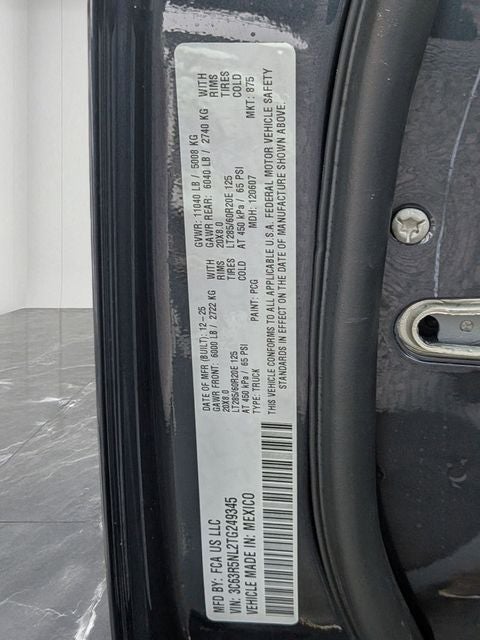 MFD BY: FCA US LLC
DATE OF MFR (BUILT): 12-25
GVWR: 11040 LB / 5008 KG
GAWR FRONT: 6000 LB / 2722 KG
WITH
GAWR REAR: 6040 LB / 2740 KG
WITH
20X8.0
RIMS
20X8.0
RIMS
LT285/60R20E 125
TIRES
LT285/60R20E 125
TIRES
AT 450 kPa / 65 PSI
COLD
AT 450 kPa / 65 PSI
COLD
TYPE: TRUCK
PAINT: PCG
MDH: 120607
MKT: 875
THIS VEHICLE CONFORMS TO ALL APPLICABLE U.S.A. FEDERAL MOTOR VEHICLE SAFETY
STANDARDS IN EFFECT ON THE DATE OF MANUFACTURE SHOWN ABOVE.
VIN: 3C63R5NL2TG249345
VEHICLE MADE IN: MEXICO